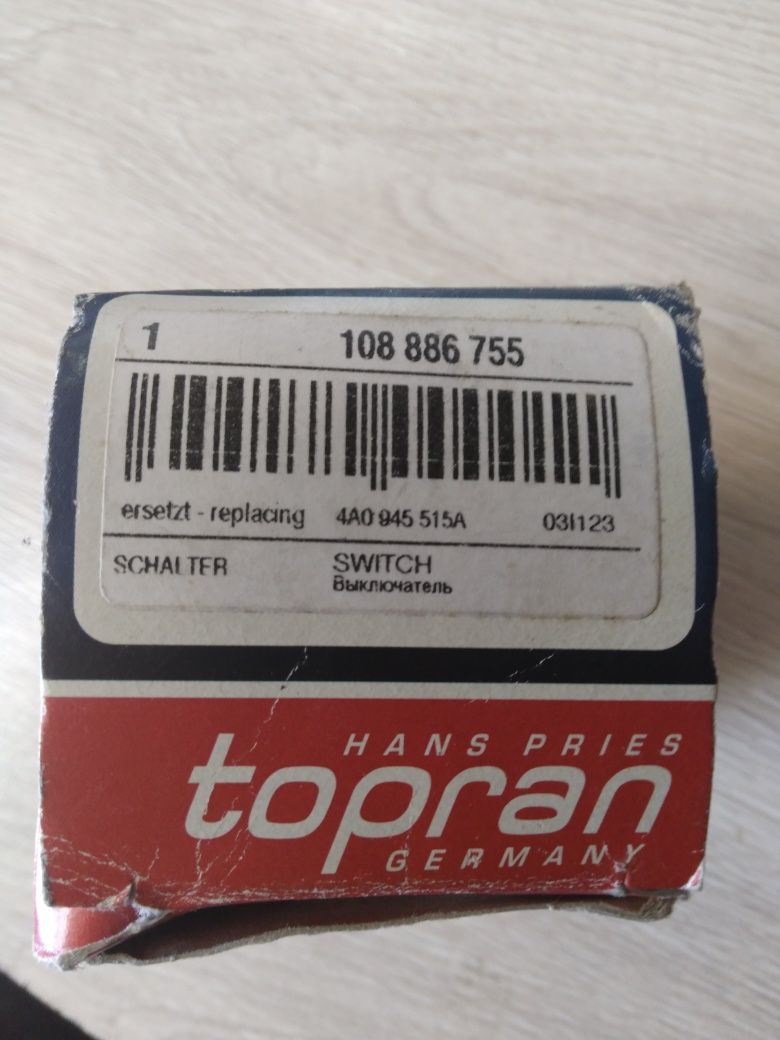 1 108 886 755
ersetzt - replacing 4A0 945 515A 03I123
SCHALTER SWITCH
Выключатель
HANS PRIES
topran
GERMANY